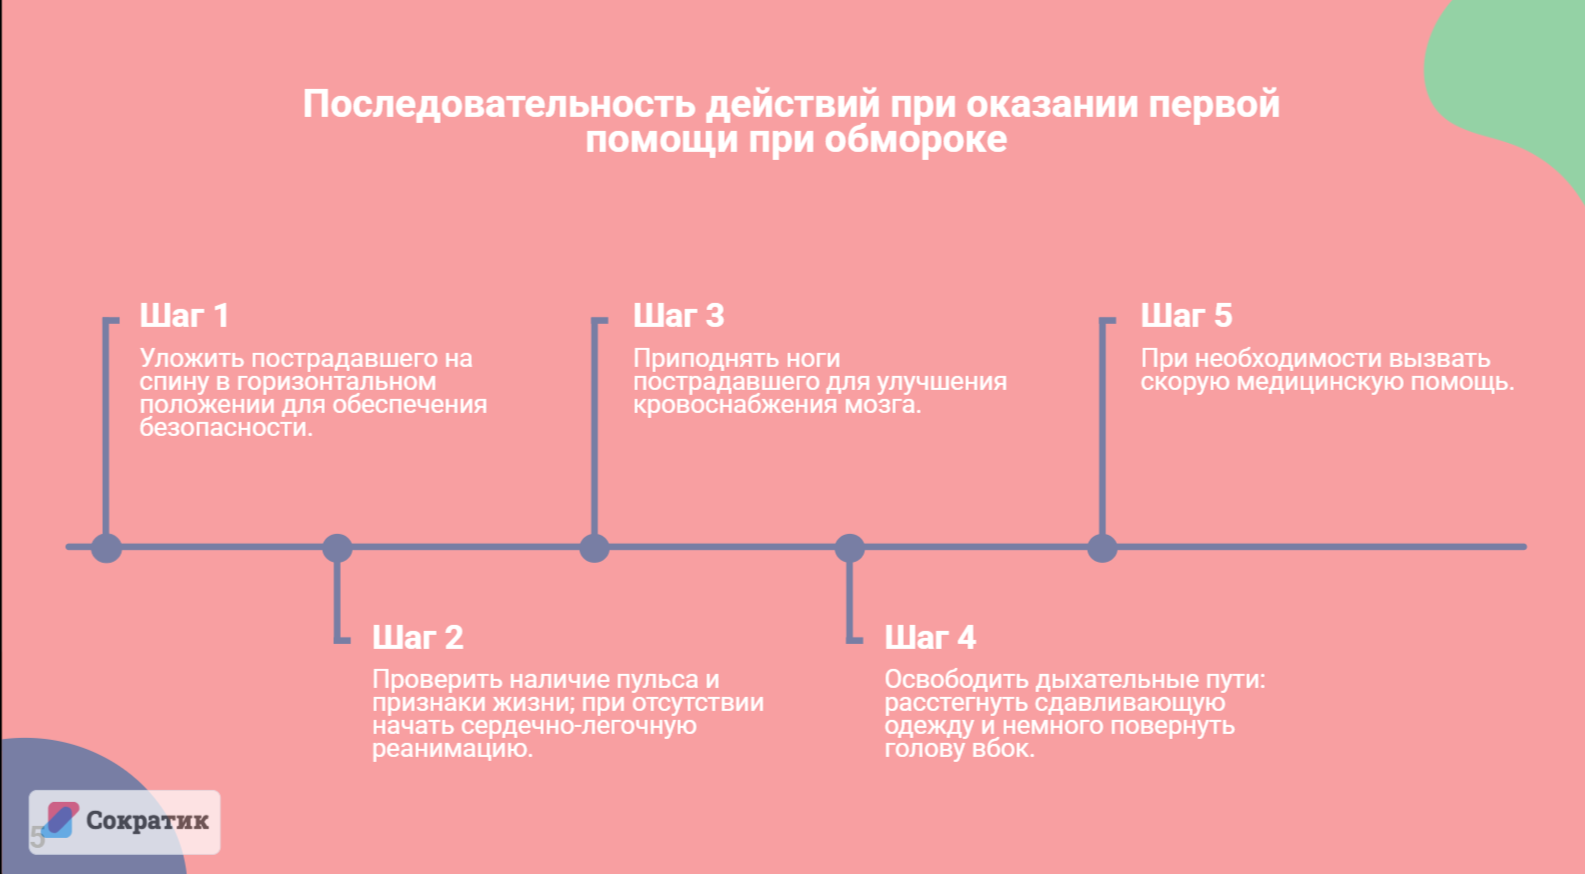 Последовательность действий при оказании первой
помощи при обмороке
Шаг 1
Уложить пострадавшего на
спину в горизонтальном
положении для обеспечения
безопасности.
Шаг 2
Проверить наличие пульса и
признаки жизни; при отсутствии
начать сердечно-легочную
реанимацию.
Шаг 3
Приподнять ноги
пострадавшего для улучшения
кровоснабжения мозга.
Шаг 4
Освободить дыхательные пути:
расстегнуть сдавливающую
одежду и немного повернуть
голову вбок.
Шаг 5
При необходимости вызвать
скорую медицинскую помощь.
5
Сократик